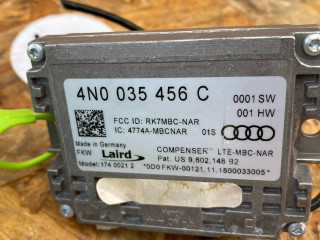 4N0 035 456 C
0001 SW
001 HW
FCC ID: RK7MBC-NAR
IC: 4774A-MBCNAR 01S
Made in Germany
FKW Laird
Model: 174 0021 2
COMPENSER LTE-MBC-NAR
Pat. US 9,602,148 B2
*0D0 FKW-00121.11.1800033005*